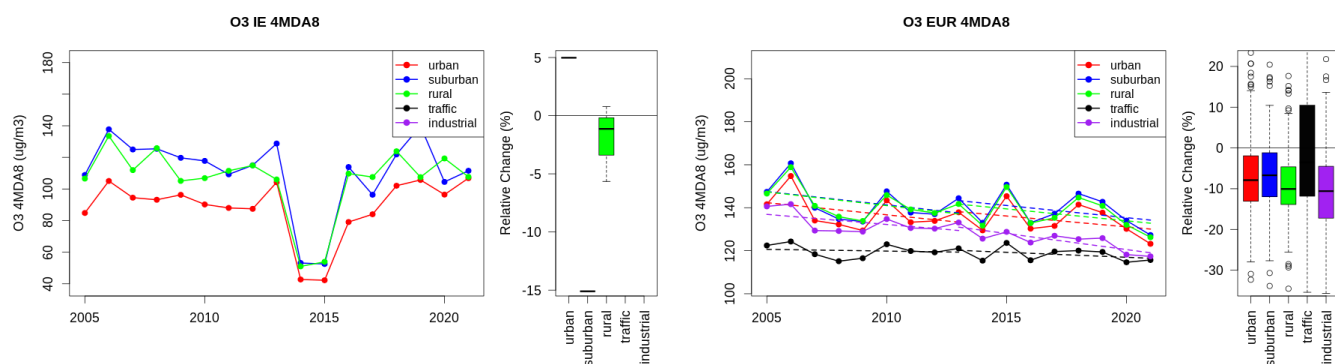 O3 IE 4MDA8
O3 4MDA8 (ug/m3)
180
140
100
80
60
40
2005
2010
2015
2020
urban
suburban
rural
traffic
industrial
Relative Change (%)
5
0
-5
-15
urban
suburban
rural
traffic
industrial
O3 EUR 4MDA8
O3 4MDA8 (ug/m3)
200
180
160
140
120
100
2005
2010
2015
2020
urban
suburban
rural
traffic
industrial
Relative Change (%)
20
10
0
-10
-20
-30
urban
suburban
rural
traffic
industrial